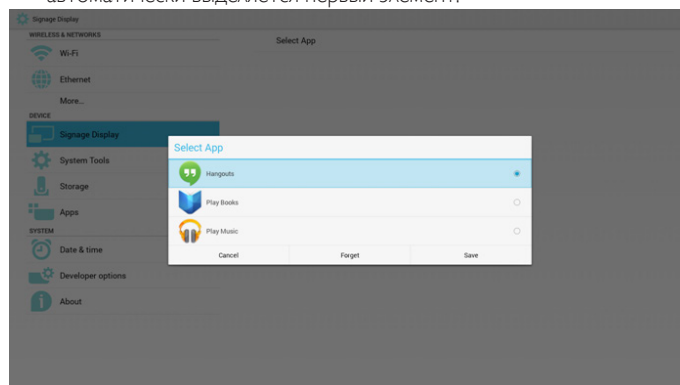 автоматически выделяется первый элемент.
Signage Display
WIRELESS & NETWORKS
Select App
Wi-Fi
Ethernet
More...
DEVICE
Signage Display
System Tools
Storage
Apps
SYSTEM
Date & time
Developer options
About
Select App
Hangouts
Play Books
Play Music
Cancel Forget Save